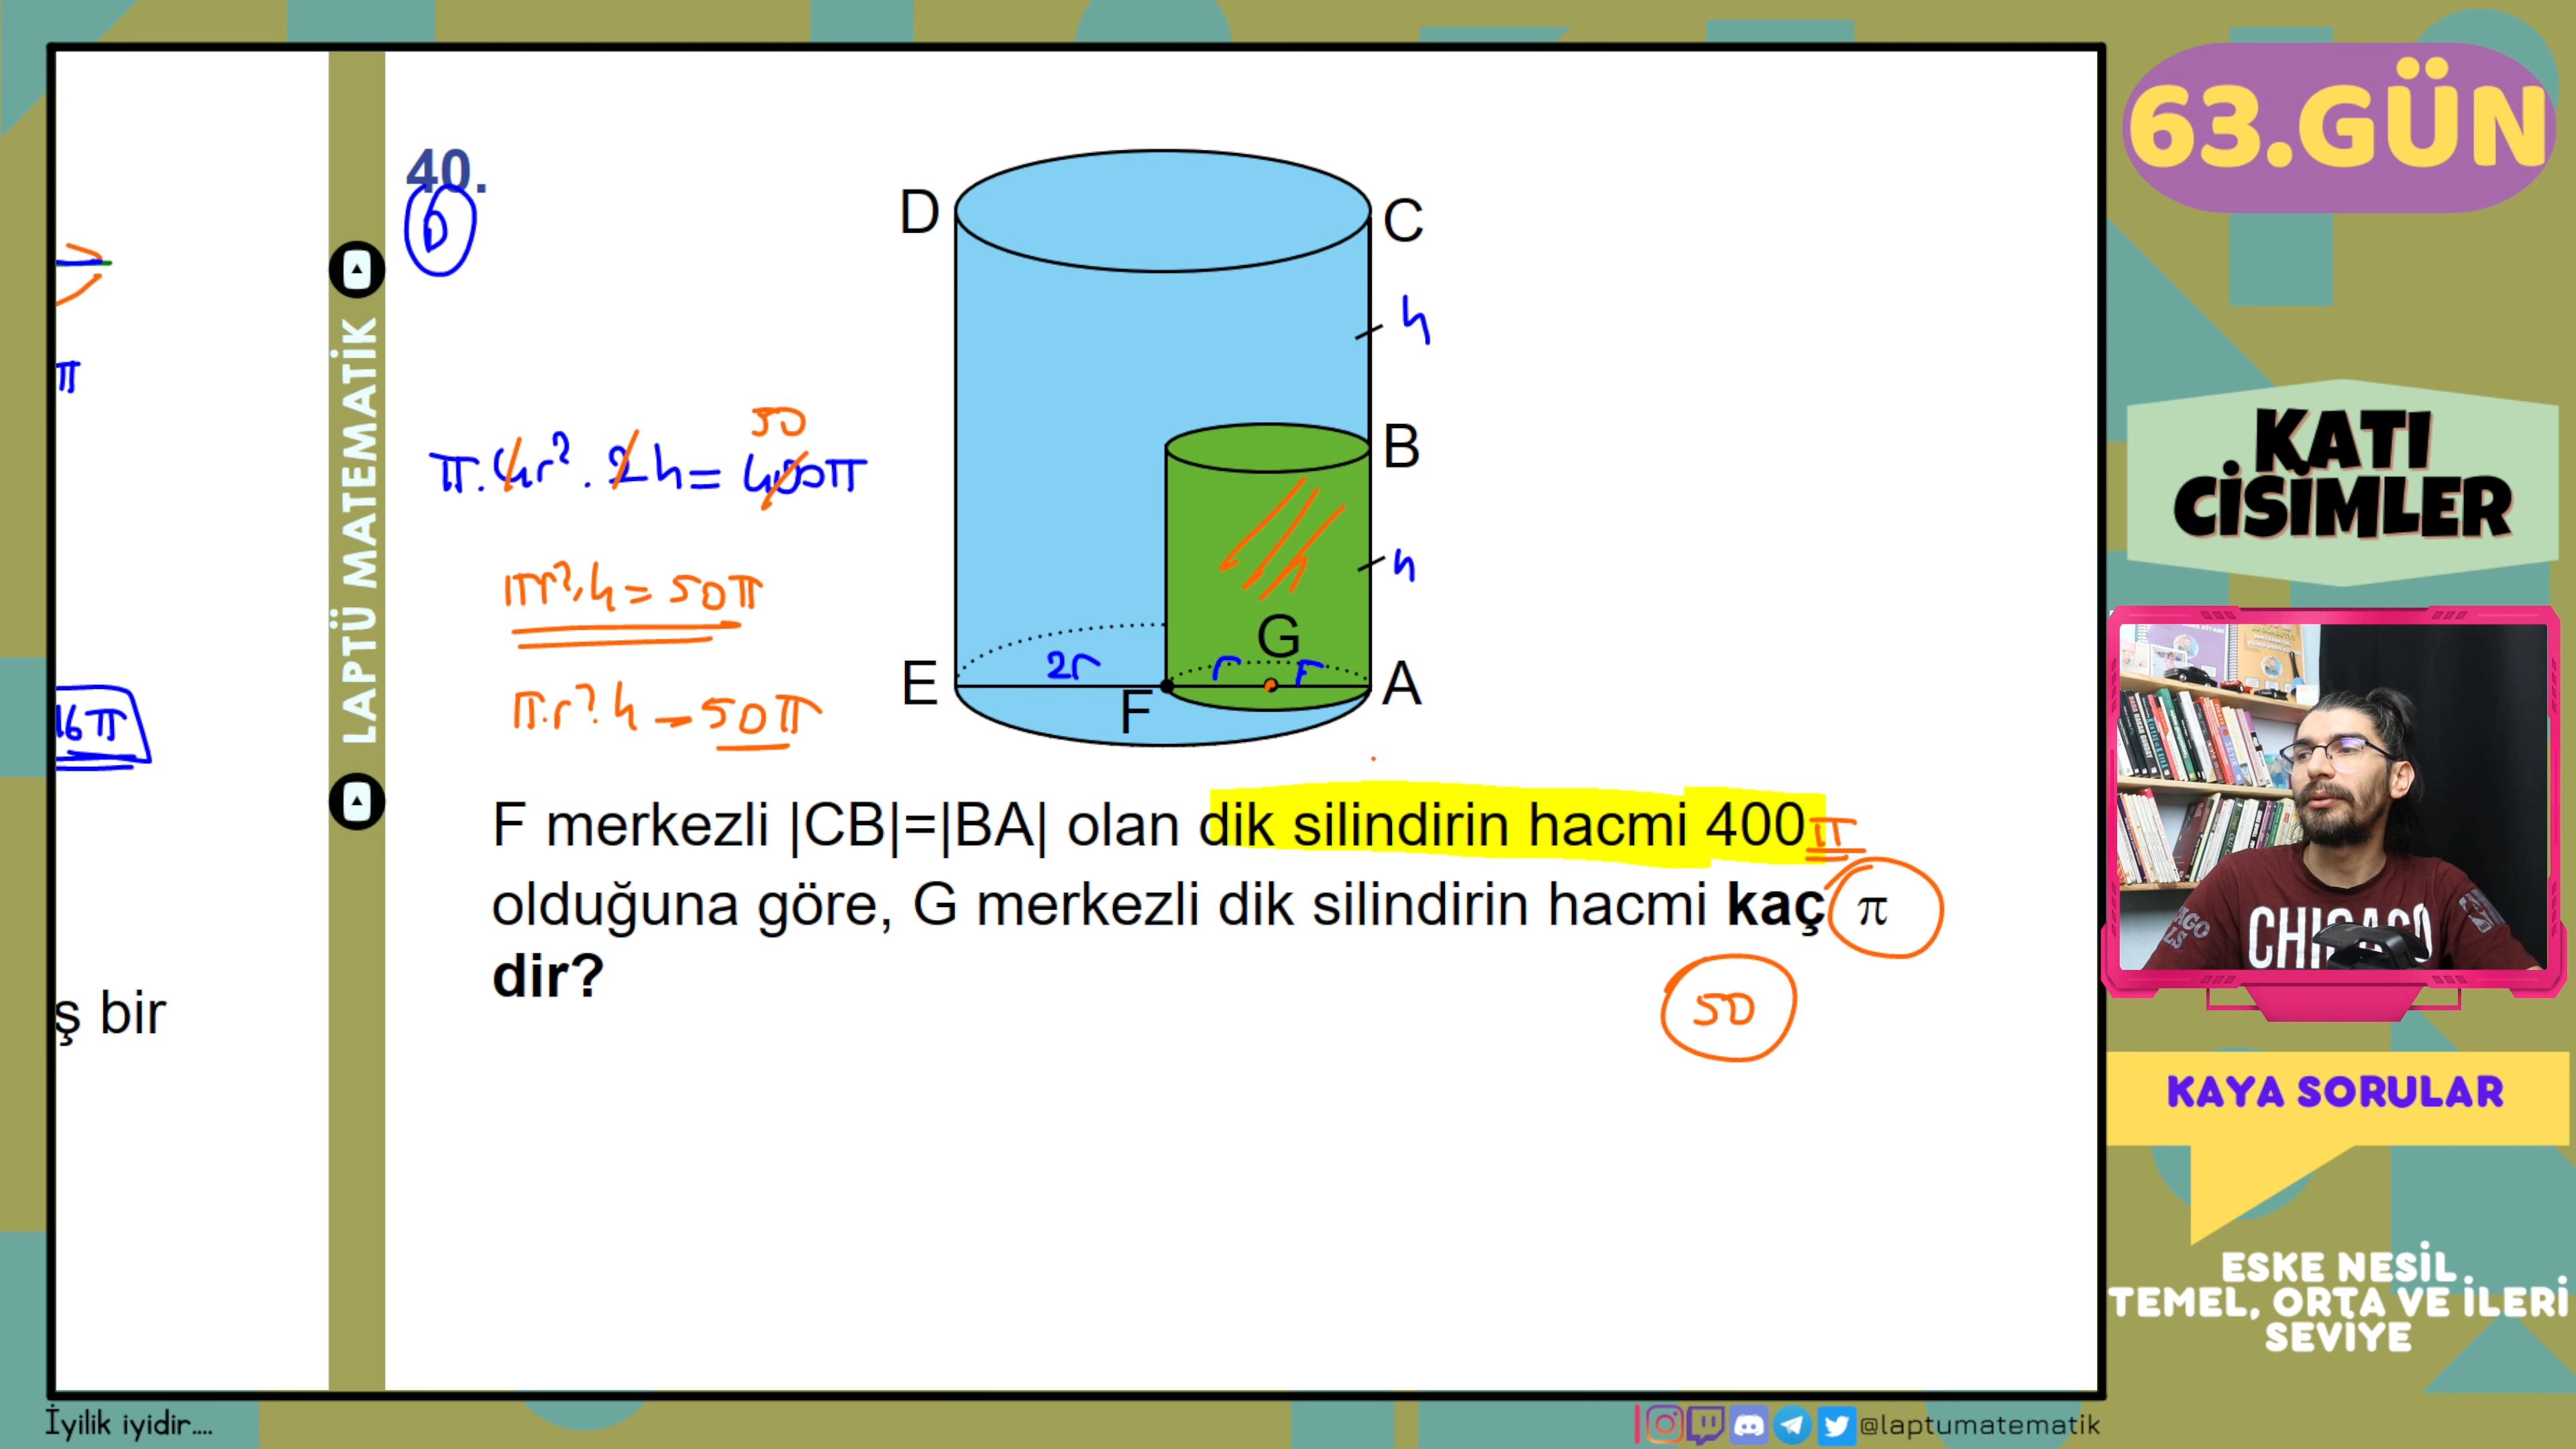 63.GÜN
40.
D
C
h
B
50
π.4r².2h=400π
πr².h=50π
h
G
2r
r
r
E
F
A
π.r².h=50π
π
16π
LAPTÜ MATEMATİK
F merkezli |CB|=|BA| olan dik silindirin hacmi 400π
olduğuna göre, G merkezli dik silindirin hacmi kaç π
dir?
50
ş bir
KATI
CİSİMLER
CHICAGO
KAYA SORULAR
ESKE NESİL
TEMEL, ORTA VE İLERİ
SEVİYE
İyilik iyidir....
@laptumatematik